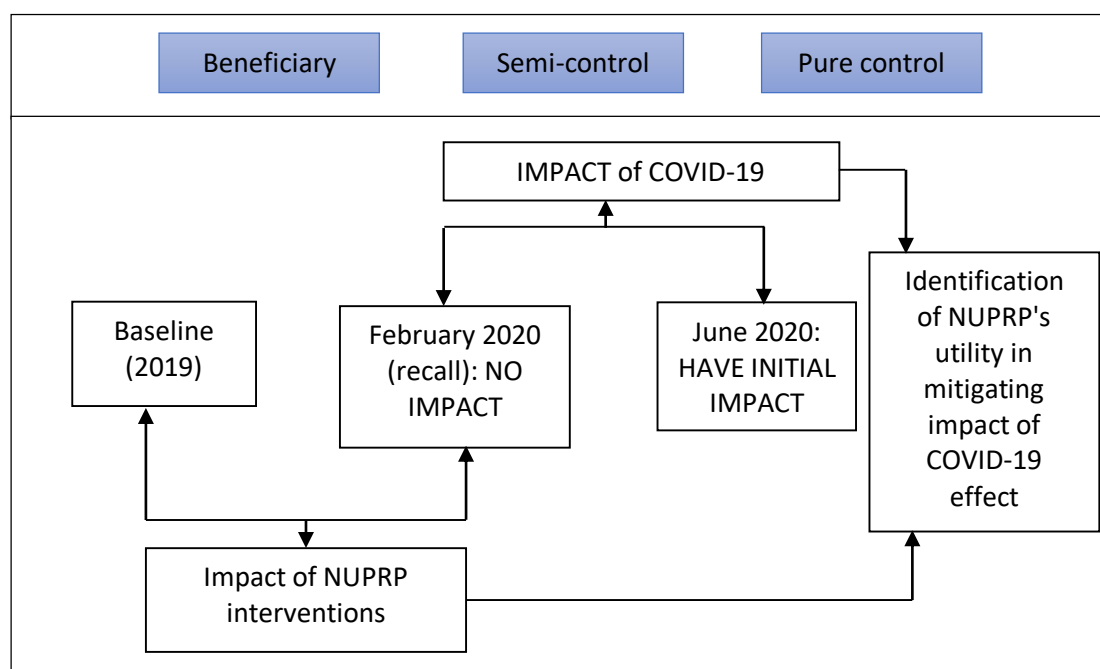 Beneficiary
Semi-control
Pure control
IMPACT of COVID-19
Baseline
(2019)
February 2020
(recall): NO
IMPACT
June 2020:
HAVE INITIAL
IMPACT
Identification
of NUPRP's
utility in
mitigating
impact of
COVID-19
effect
Impact of NUPRP
interventions